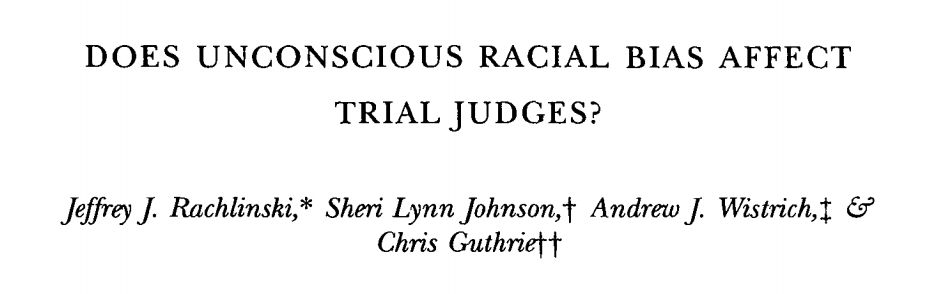 DOES UNCONSCIOUS RACIAL BIAS AFFECT
TRIAL JUDGES?
Jeffrey J. Rachlinski,* Sheri Lynn Johnson,† Andrew J. Wistrich,‡ &
Chris Guthrie††